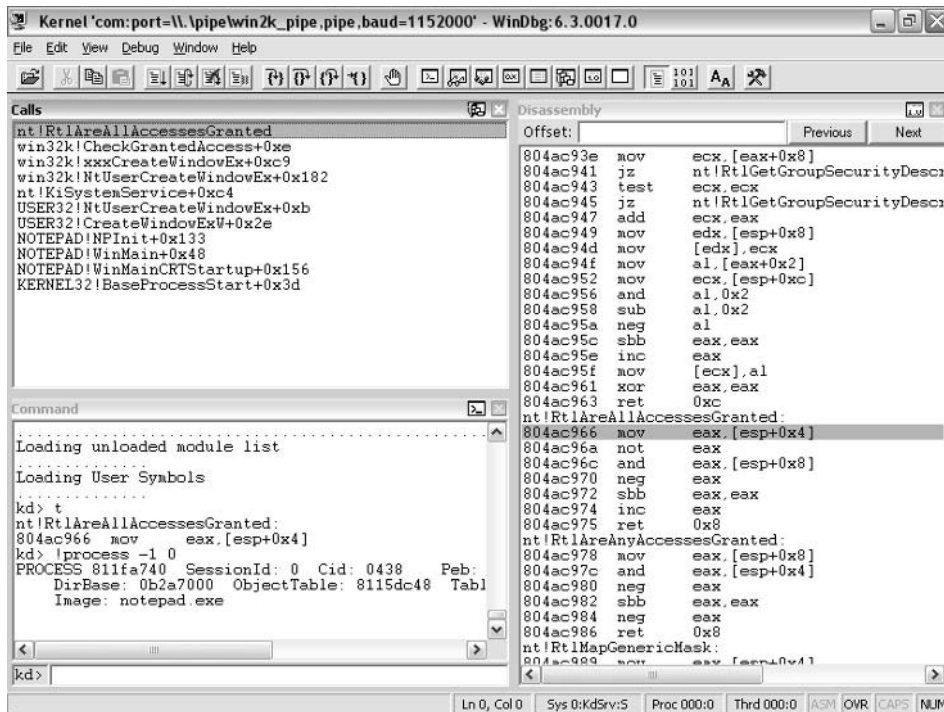 Kernel 'com:port=\\.\pipe\win2k_pipe,pipe,baud=1152000' - WinDbg:6.3.0017.0
File Edit View Debug Window Help
Calls
nt!RtlAreAllAccessesGranted
win32k!CheckGrantedAccess+0xe
win32k!xxxCreateWindowEx+0xc9
win32k!NtUserCreateWindowEx+0x182
nt!KiSystemService+0xc4
USER32!NtUserCreateWindowEx+0xb
USER32!CreateWindowExW+0x2e
NOTEPAD!NPInit+0x133
NOTEPAD!WinMain+0x48
NOTEPAD!WinMainCRTStartup+0x156
KERNEL32!BaseProcessStart+0x3d
Command
Loading unloaded module list
..............
Loading User Symbols
..............
kd> t
nt!RtlAreAllAccessesGranted:
804ac966 mov eax,[esp+0x4]
kd> !process -1 0
PROCESS 811fa740 SessionId: 0 Cid: 0438 Peb:
DirBase: 0b2a7000 ObjectTable: 8115dc48 Tabl
Image: notepad.exe
kd>
Disassembly
Offset: Previous Next
804ac93e mov ecx,[eax+0x8]
804ac941 jz nt!RtlGetGroupSecurityDescr
804ac943 test ecx,ecx
804ac945 jz nt!RtlGetGroupSecurityDescr
804ac947 add ecx,eax
804ac949 mov edx,[esp+0x8]
804ac94d mov [edx],ecx
804ac94f mov al,[eax+0x2]
804ac952 mov ecx,[esp+0xc]
804ac956 and al,0x2
804ac958 sub al,0x2
804ac95a neg al
804ac95c sbb eax,eax
804ac95e inc eax
804ac95f mov [ecx],al
804ac961 xor eax,eax
804ac963 ret 0xc
nt!RtlAreAllAccessesGranted:
804ac966 mov eax,[esp+0x4]
804ac96a not eax
804ac96c and eax,[esp+0x8]
804ac970 neg eax
804ac972 sbb eax,eax
804ac974 inc eax
804ac975 ret 0x8
nt!RtlAreAnyAccessesGranted:
804ac978 mov eax,[esp+0x8]
804ac97c and eax,[esp+0x4]
804ac980 neg eax
804ac982 sbb eax,eax
804ac984 neg eax
804ac986 ret 0x8
nt!RtlMapGenericMask:
804ac989 mov eax,[esp+0x4]
Ln 0, Col 0 Sys 0:KdSrv:S Proc 000:0 Thrd 000:0 ASM OVR CAPS NUM